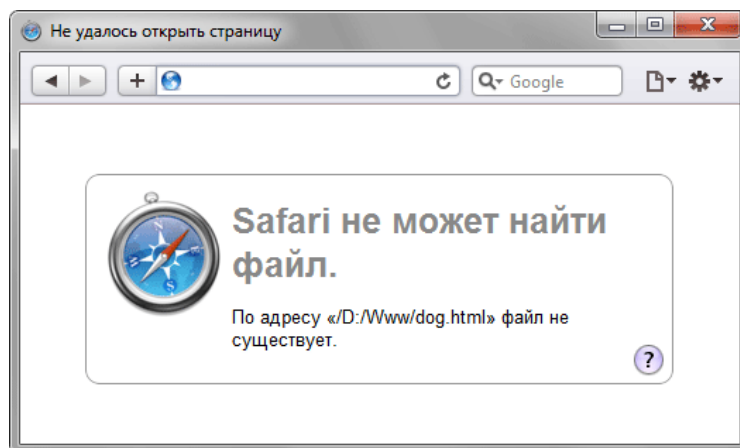 Не удалось открыть страницу
Google
Safari не может найти
файл.
По адресу «/D:/Www/dog.html» файл не
существует.
?